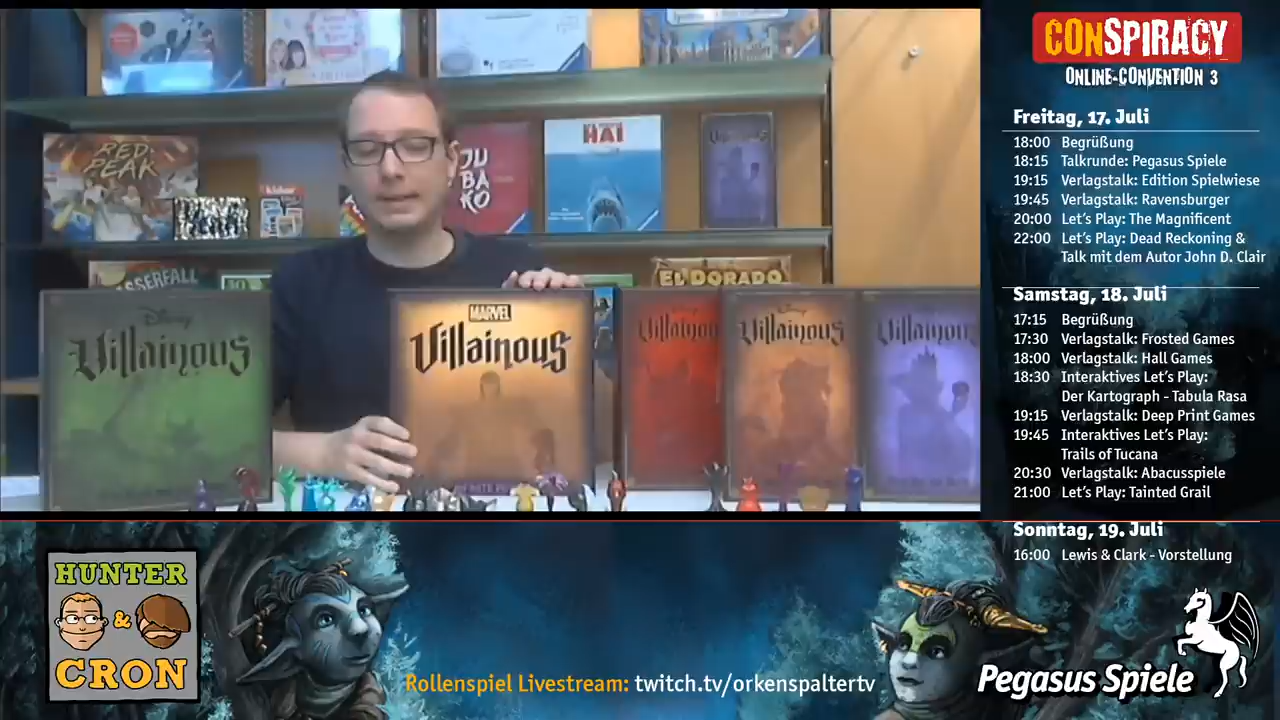 CONSPIRACY
ONLINE-CONVENTION 3
Freitag, 17. Juli
18:00 Begrüßung
18:15 Talkrunde: Pegasus Spiele
19:15 Verlagstalk: Edition Spielwiese
19:45 Verlagstalk: Ravensburger
20:00 Let's Play: The Magnificent
22:00 Let's Play: Dead Reckoning &
Talk mit dem Autor John D. Clair
Samstag, 18. Juli
17:15 Begrüßung
17:30 Verlagstalk: Frosted Games
18:00 Verlagstalk: Hall Games
18:30 Interaktives Let's Play:
Der Kartograph - Tabula Rasa
19:15 Verlagstalk: Deep Print Games
19:45 Interaktives Let's Play:
Trails of Tucana
20:30 Verlagstalk: Abacusspiele
21:00 Let's Play: Tainted Grail
Sonntag, 19. Juli
16:00 Lewis & Clark - Vorstellung
RED
PEAK
JU
BA
KO
HAI
EL DORADO
Disney
Villainous
MARVEL
Villainous
Villainous
Disney
Villainous
Villainous
HUNTER
&
CRON
Rollenspiel Livestream: twitch.tv/orkenspaltertv
Pegasus Spiele